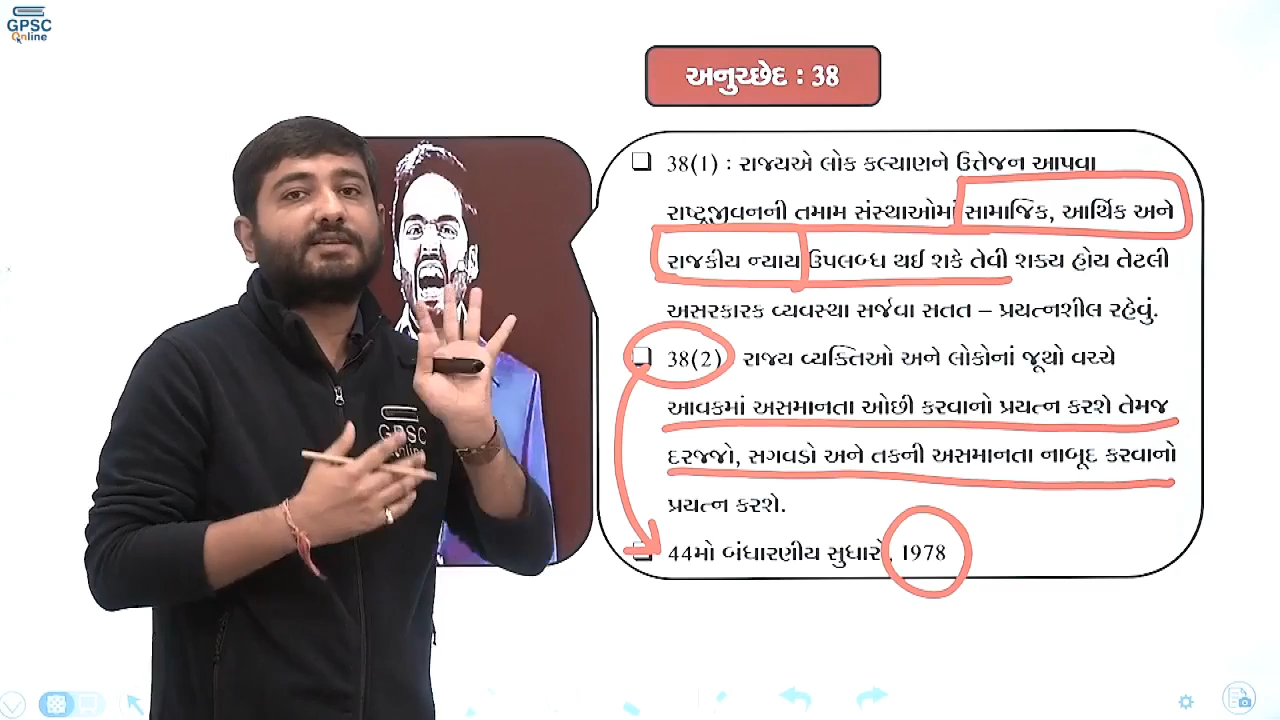 GPSC
Online
અનુચ્છેદ : 38
38(1) : રાજ્યએ લોક કલ્યાણને ઉત્તેજન આપવા
રાષ્ટ્રજીવનની તમામ સંસ્થાઓમાં સામાજિક, આર્થિક અને
રાજકીય ન્યાય ઉપલબ્ધ થઈ શકે તેવી શક્ય હોય તેટલી
અસરકારક વ્યવસ્થા સર્જવા સતત – પ્રયત્નશીલ રહેવું.
38(2) રાજ્ય વ્યક્તિઓ અને લોકોનાં જૂથો વચ્ચે
આવકમાં અસમાનતા ઓછી કરવાનો પ્રયત્ન કરશે તેમજ
દરજ્જો, સગવડો અને તકની અસમાનતા નાબૂદ કરવાનો
પ્રયત્ન કરશે.
44મો બંધારણીય સુધારો, 1978
GPSC
Online